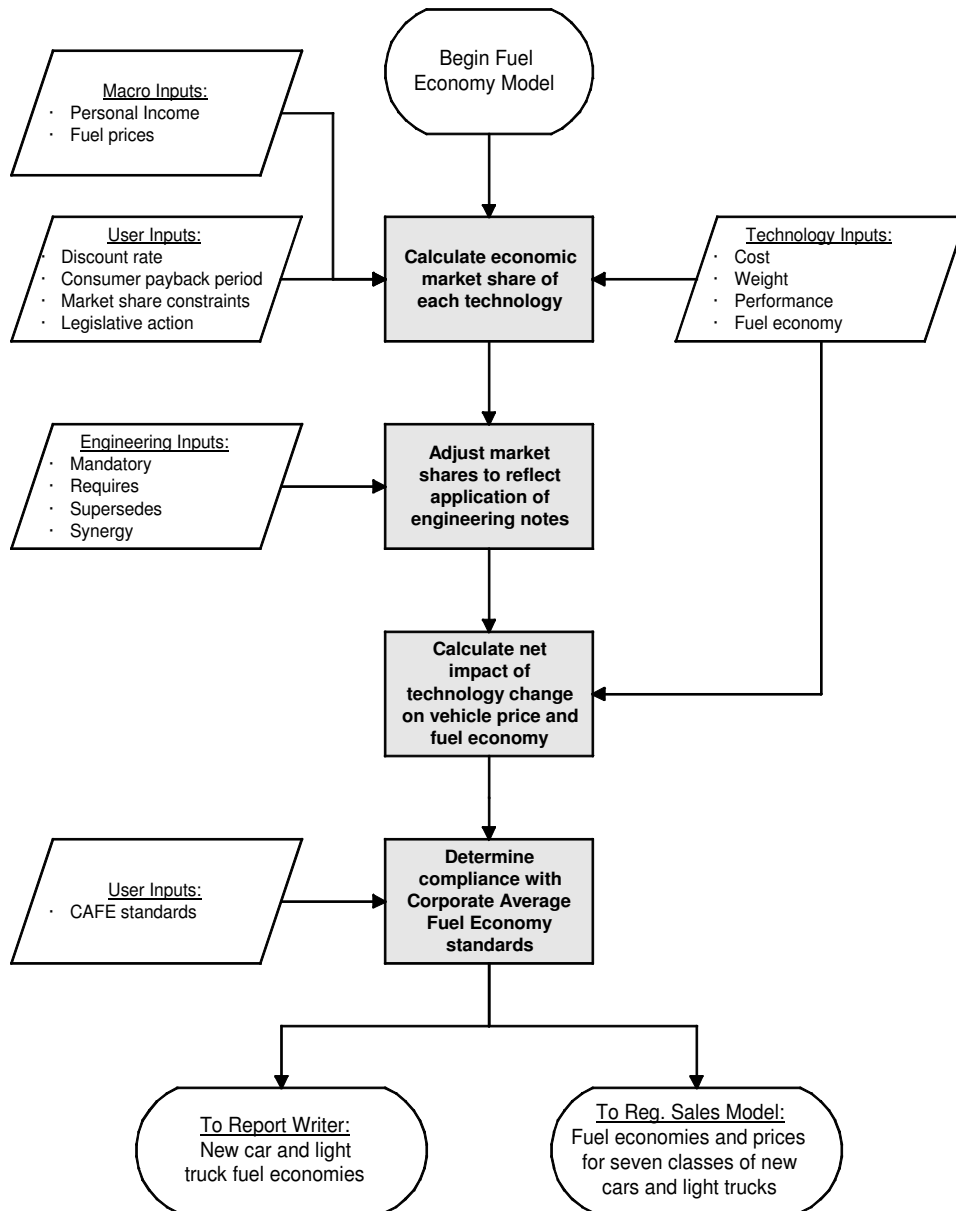 Begin Fuel
Economy Model
Macro Inputs:
· Personal Income
· Fuel prices
User Inputs:
· Discount rate
· Consumer payback period
· Market share constraints
· Legislative action
Calculate economic
market share of
each technology
Technology Inputs:
· Cost
· Weight
· Performance
· Fuel economy
Engineering Inputs:
· Mandatory
· Requires
· Supersedes
· Synergy
Adjust market
shares to reflect
application of
engineering notes
Calculate net
impact of
technology change
on vehicle price and
fuel economy
User Inputs:
· CAFE standards
Determine
compliance with
Corporate Average
Fuel Economy
standards
To Report Writer:
New car and light
truck fuel economies
To Reg. Sales Model:
Fuel economies and prices
for seven classes of new
cars and light trucks